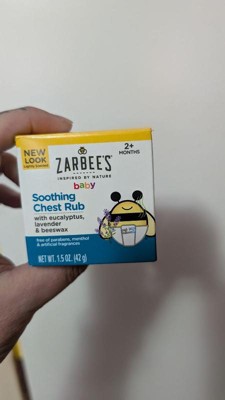 NEW
LOOK
ZARBEE'S
INSPIRED BY NATURE
baby
2+
MONTHS
Soothing
Chest Rub
with eucalyptus,
lavender
& beeswax
free of parabens, menthol
& artificial fragrances
NET WT. 1.5 OZ. (42 g)